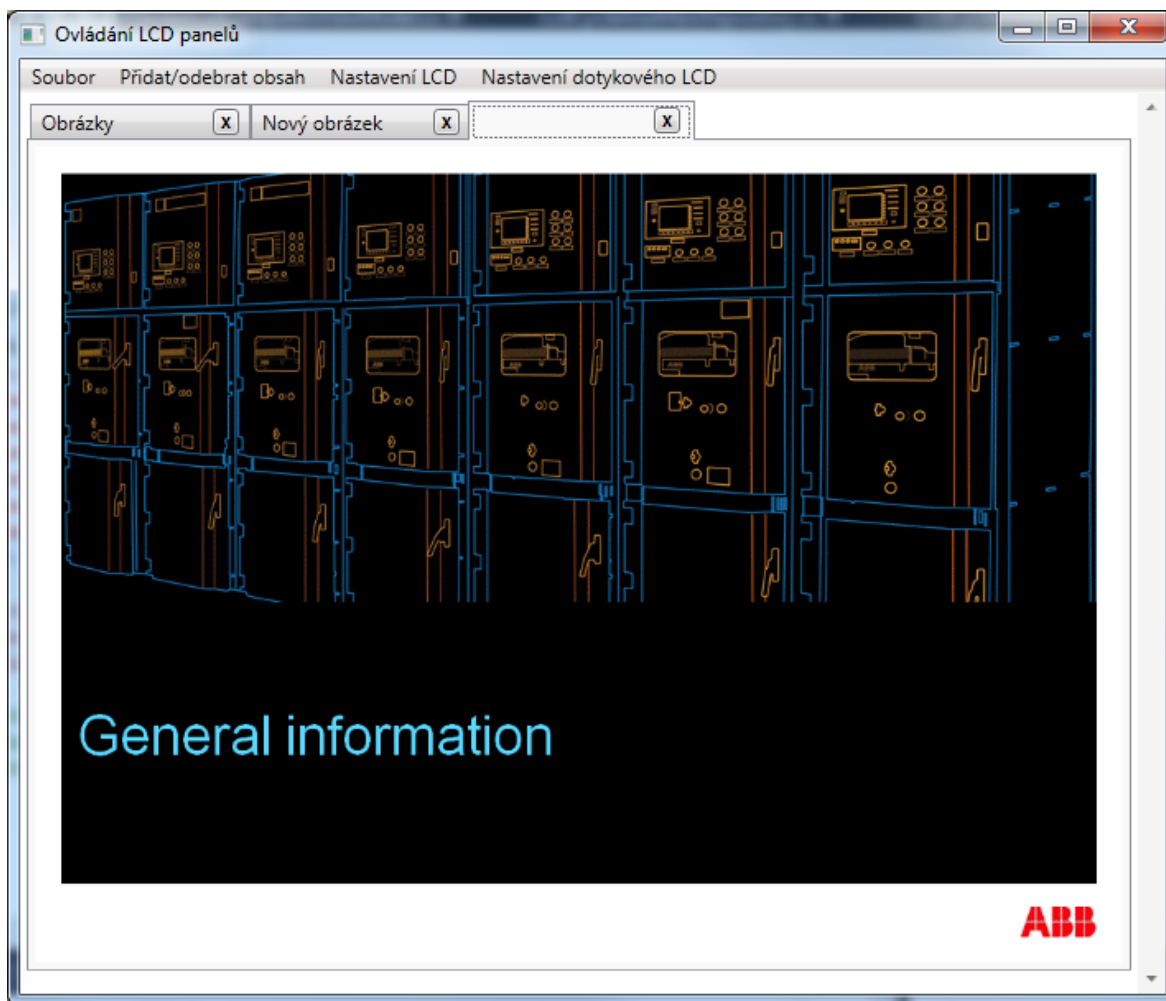 Ovládání LCD panelů
Soubor Přidat/odebrat obsah Nastavení LCD Nastavení dotykového LCD
Obrázky X Nový obrázek X X
General information
ABB